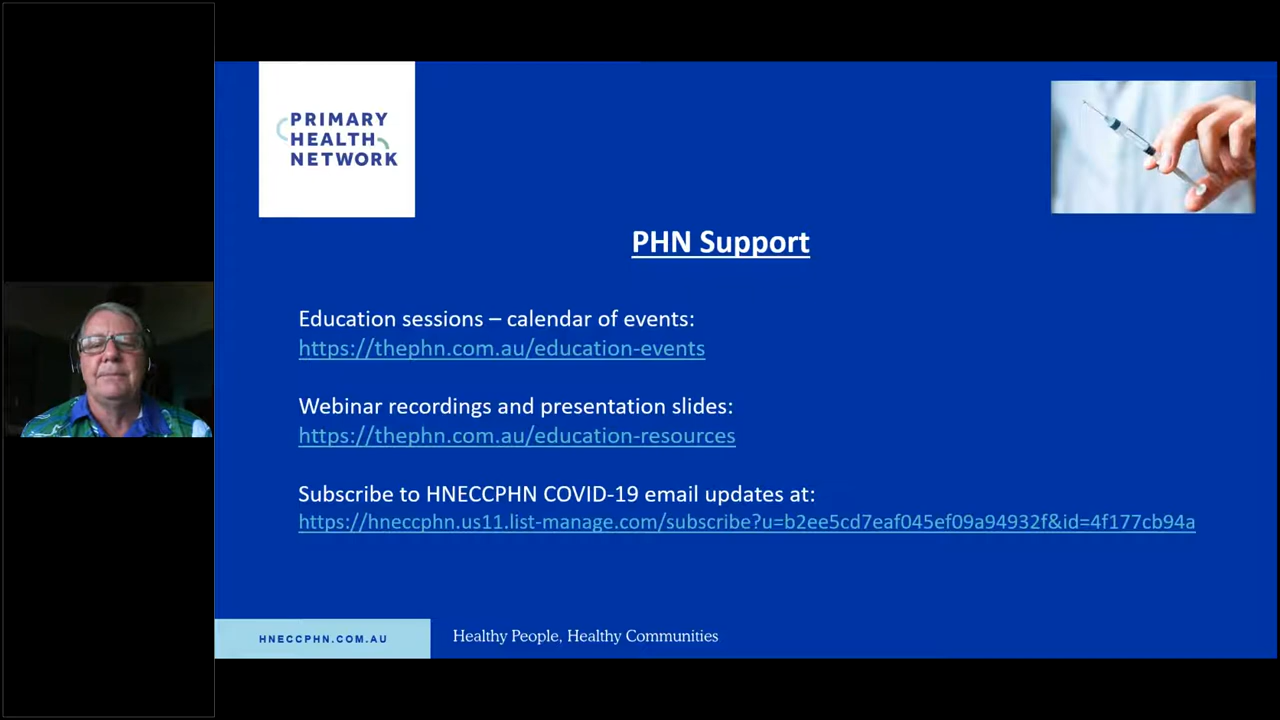 PRIMARY
HEALTH
NETWORK
PHN Support
Education sessions – calendar of events:
https://thephn.com.au/education-events
Webinar recordings and presentation slides:
https://thephn.com.au/education-resources
Subscribe to HNECCPHN COVID-19 email updates at:
https://hneccphn.us11.list-manage.com/subscribe?u=b2ee5cd7eaf045ef09a94932f&id=4f177cb94a
HNECCPHN.COM.AU
Healthy People, Healthy Communities